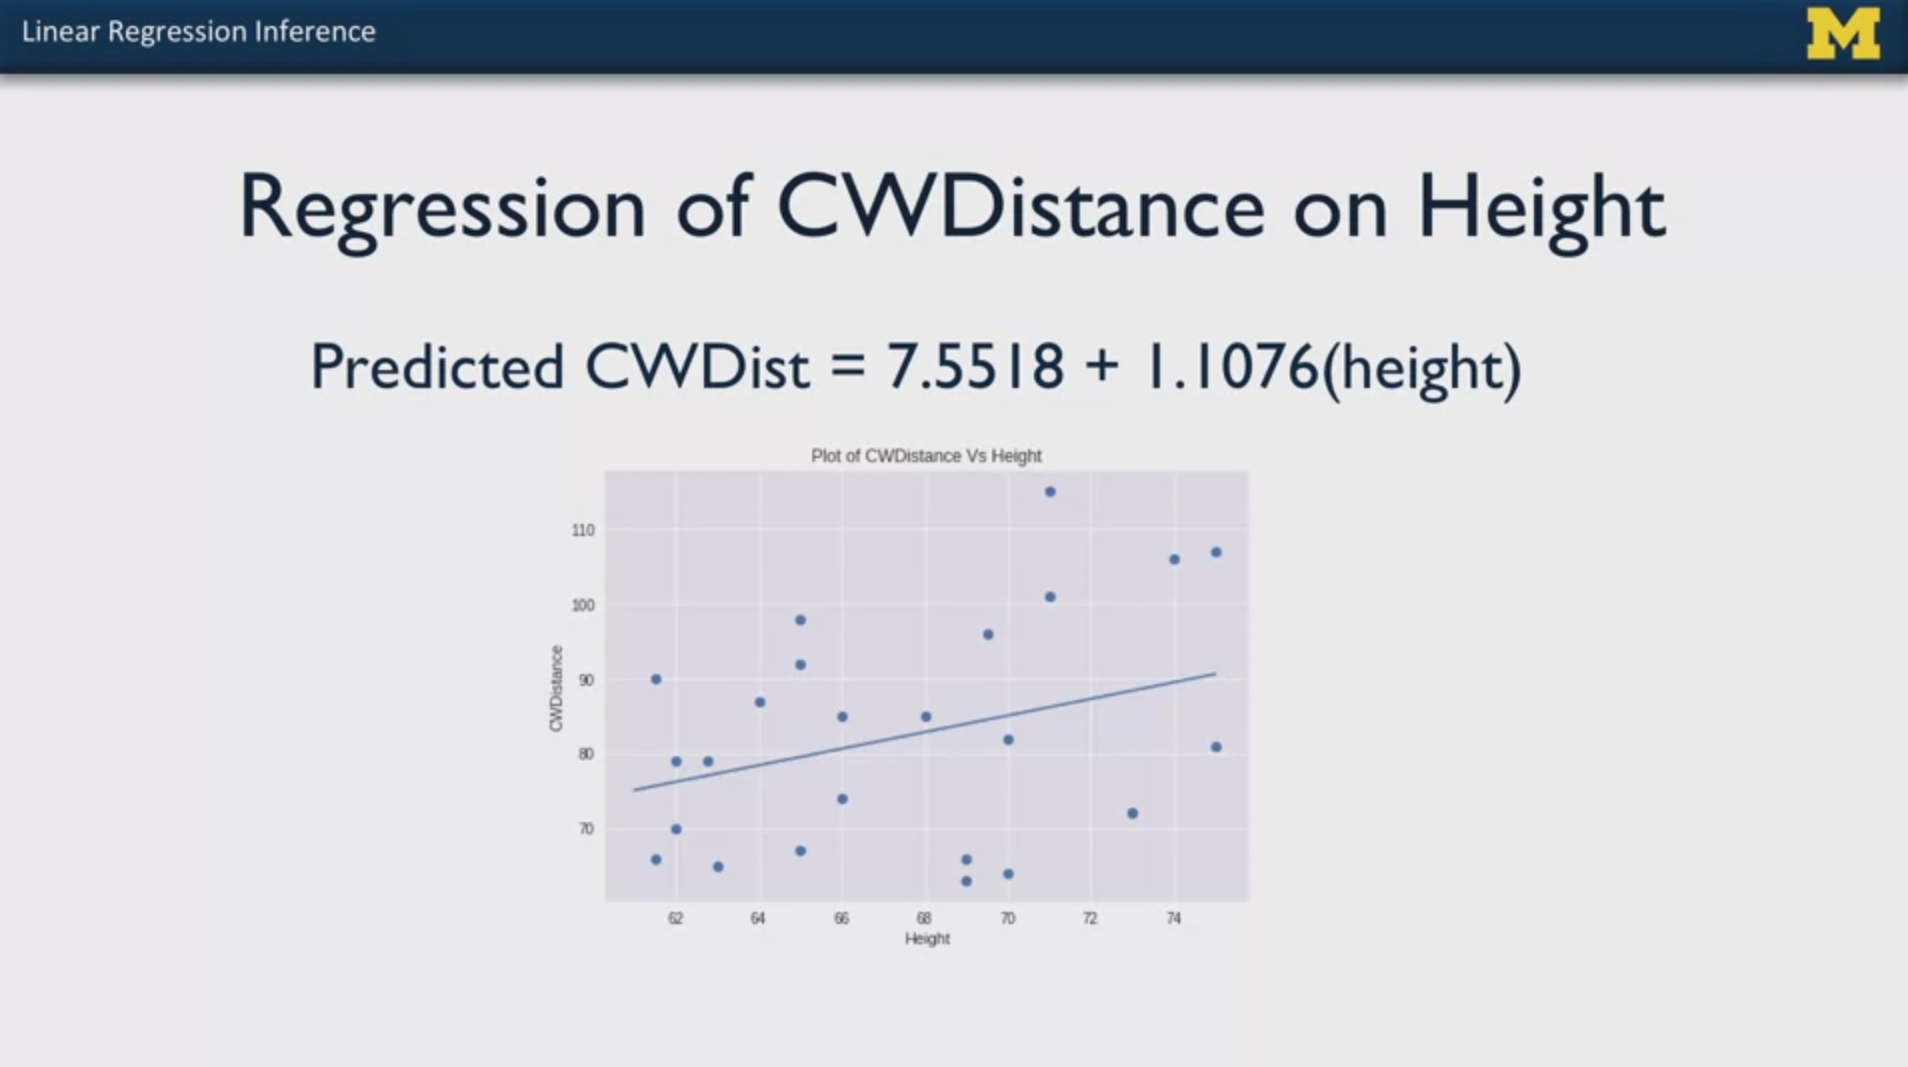 Linear Regression Inference
M
Regression of CWDistance on Height
Predicted CWDist = 7.5518 + 1.1076(height)
Plot of CWDistance Vs Height
110
100
90
80
70
CWDistance
62 64 66 68 70 72 74
Height